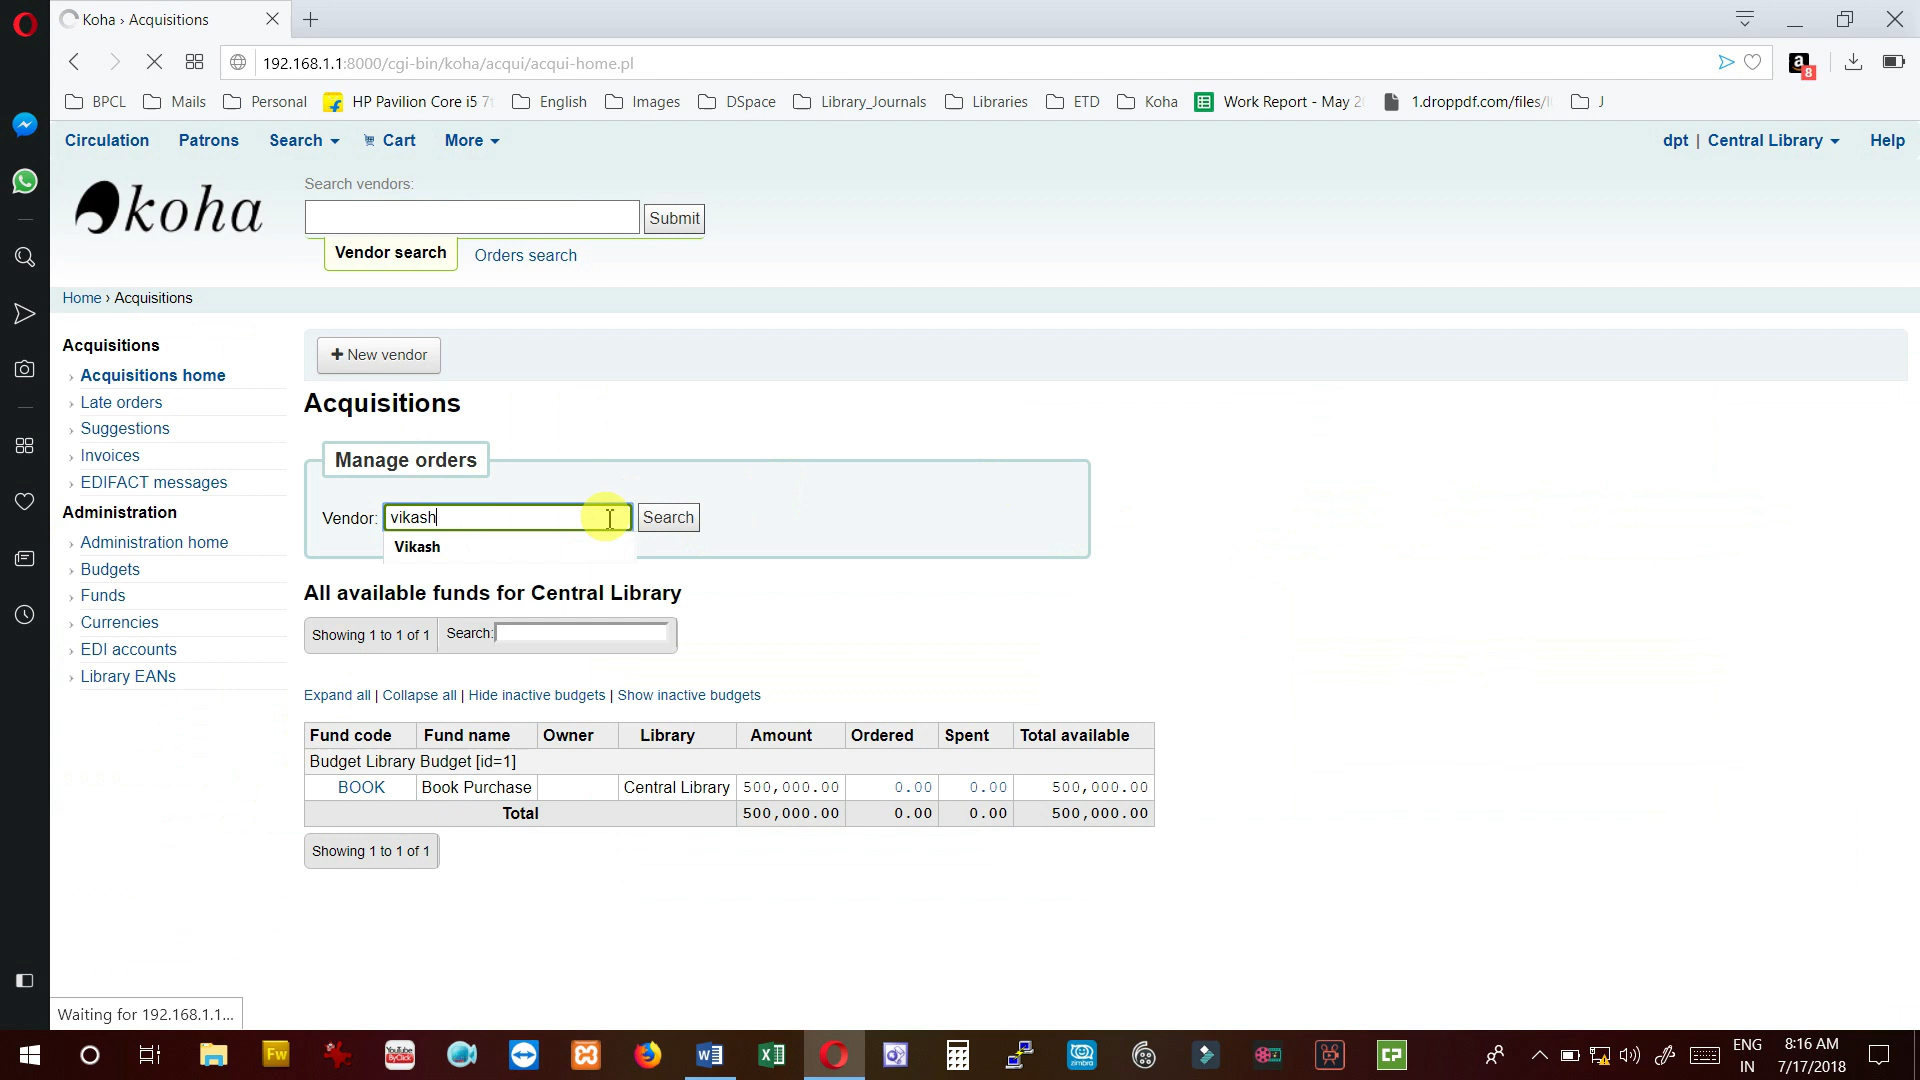 Koha › Acquisitions
192.168.1.1:8000/cgi-bin/koha/acqui/acqui-home.pl
8
BPCL Mails Personal HP Pavilion Core i5 7 English Images DSpace Library_Journals Libraries ETD Koha Work Report - May 2 1.droppdf.com/files/ J
Circulation Patrons Search Cart More dpt | Central Library Help
koha
Search vendors:
Submit
Vendor search Orders search
Home › Acquisitions
Acquisitions
Acquisitions home
Late orders
Suggestions
Invoices
EDIFACT messages
Administration
Administration home
Budgets
Funds
Currencies
EDI accounts
Library EANs
+ New vendor
Acquisitions
Manage orders
Vendor: vikash Search
Vikash
All available funds for Central Library
Showing 1 to 1 of 1 Search:
Expand all | Collapse all | Hide inactive budgets | Show inactive budgets
Fund code Fund name Owner Library Amount Ordered Spent Total available
Budget Library Budget [id=1]
BOOK Book Purchase Central Library 500,000.00 0.00 0.00 500,000.00
Total 500,000.00 0.00 0.00 500,000.00
Showing 1 to 1 of 1
Waiting for 192.168.1.1...
ENG 8:16 AM
IN 7/17/2018